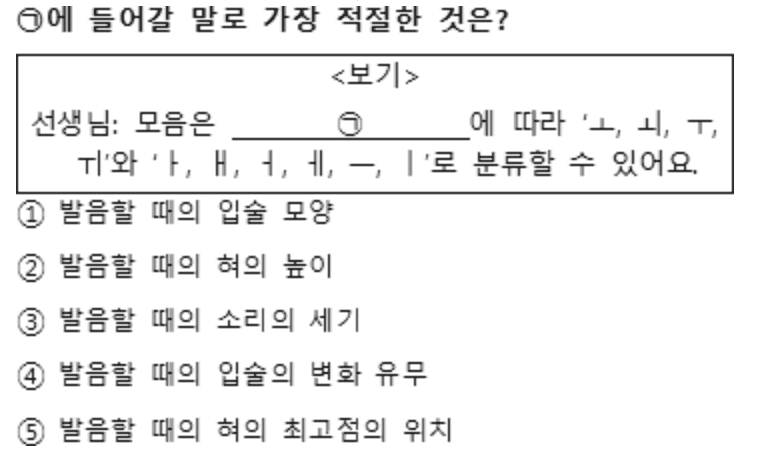 ㉠에 들어갈 말로 가장 적절한 것은?
<보기>
선생님: 모음은 ㉠에 따라 ‘ㅗ, ㅚ, ㅜ,
ㅟ’와 ‘ㅏ, ㅐ, ㅓ, ㅔ, ㅡ, ㅣ’로 분류할 수 있어요.
① 발음할 때의 입술 모양
② 발음할 때의 혀의 높이
③ 발음할 때의 소리의 세기
④ 발음할 때의 입술의 변화 유무
⑤ 발음할 때의 혀의 최고점의 위치